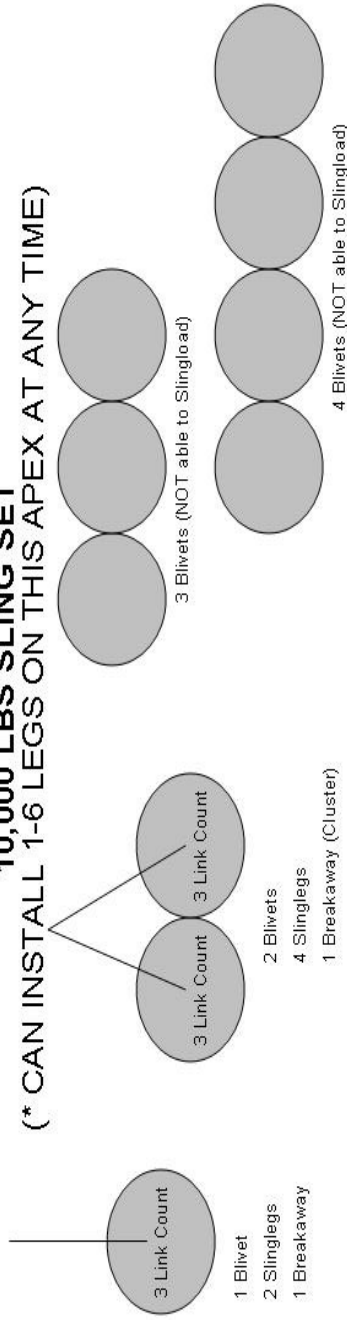 10,000 LBS SLING SET
(* CAN INSTALL 1-6 LEGS ON THIS APEX AT ANY TIME)
3 Link Count
1 Blivet
2 Slinglegs
1 Breakaway
3 Link Count
3 Link Count
2 Blivets
4 Slinglegs
1 Breakaway (Cluster)
3 Blivets (NOT able to Slingload)
4 Blivets (NOT able to Slingload)